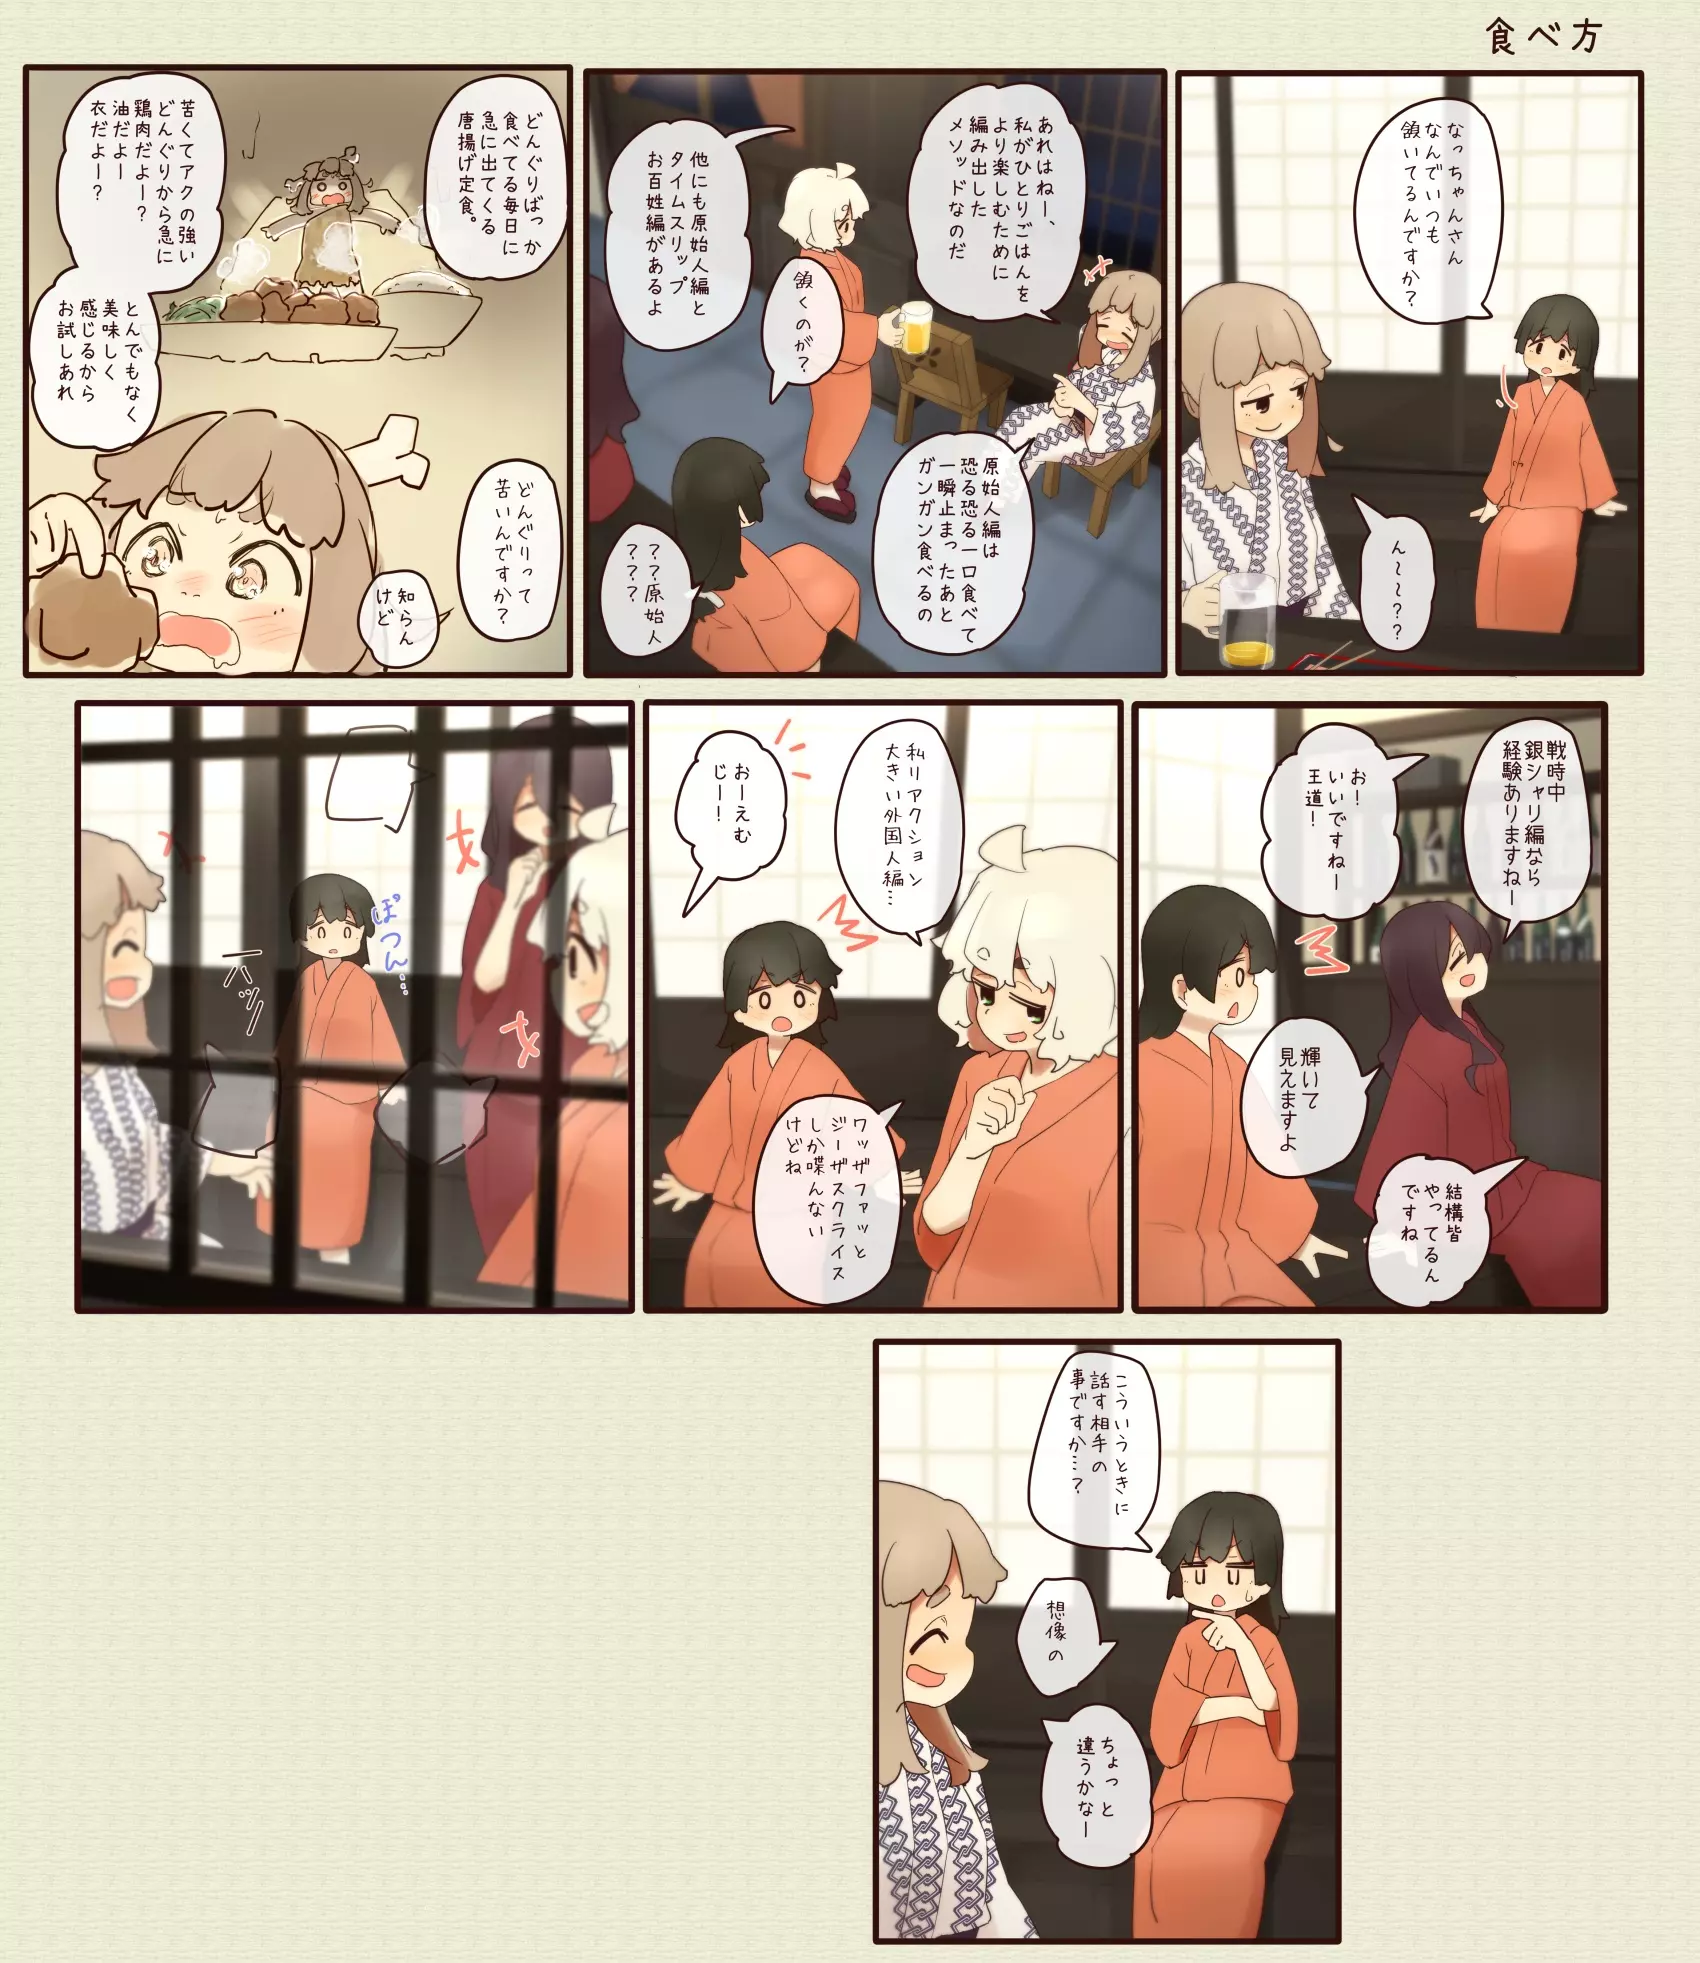 食べ方
なっちゃんさん
なんでいつも
頷いてるんですか?
ん~~??
あれはねー、
私がひとりごはんを
より楽しむために
編み出した
メソッドなのだ
頷くのが?
他にも原始人編と
タイムスリップ
お百姓編があるよ
原始人編は
恐る恐る一口食べて
一瞬止まったあと
ガンガン食べるの
??原始人
???
どんぐりばっか
食べてる毎日に
急に出てくる
唐揚げ定食。
苦くてアクの強い
どんぐりから急に
鶏肉だよー?
油だよー
衣だよー?
とんでもなく
美味しく
感じるから
お試しあれ
どんぐりって
苦いんですか?
知らん
けど
戦時中
銀シャリ編なら
経験ありますねー
お!
いいですねー
王道!
輝いて
見えますよ
結構皆
やってるん
ですね
私リアクション
大きい外国人編…
おーえむ
じー!
ワッザファッッと
ジーザスクライス
しか喋んない
けどね
ぽつん…
ハハッ
こういうときに
話す相手の
事ですか…?
想像の
ちょっと
違うかなー